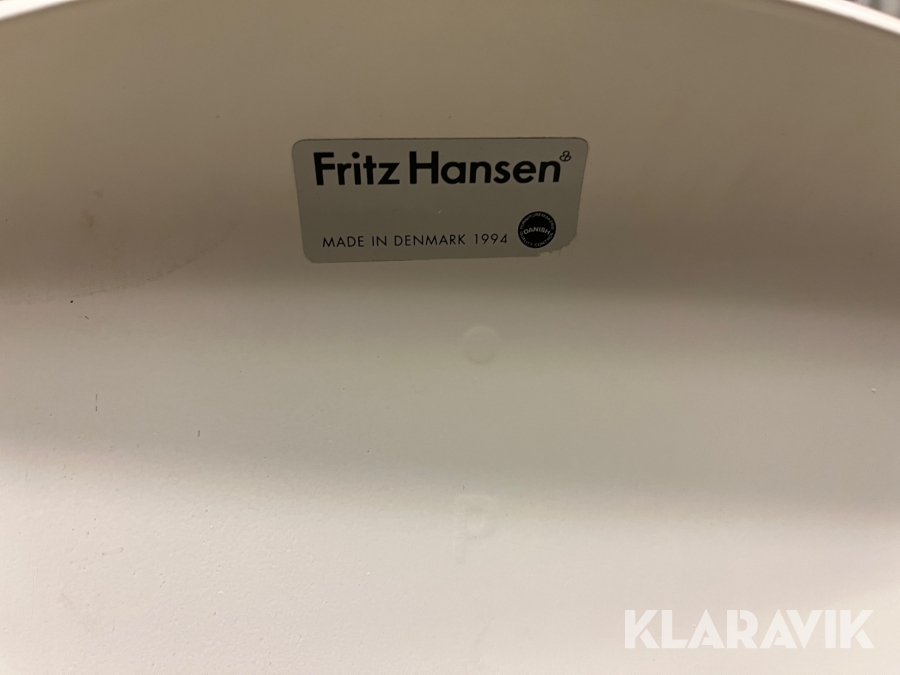 Fritz Hansen
MADE IN DENMARK 1994
DANISH
P
KLARAVIK